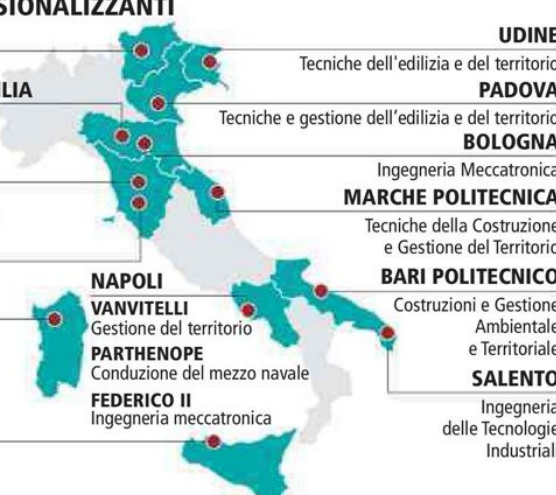 SIONALIZZANTI
UDINE
Tecniche dell'edilizia e del territorio
ILIA
PADOVA
Tecniche e gestione dell'edilizia e del territorio
BOLOGNA
Ingegneria Meccatronica
MARCHE POLITECNICA
Tecniche della Costruzione
e Gestione del Territorio
BARI POLITECNICO
Costruzioni e Gestione
Ambientale
e Territoriale
SALENTO
Ingegneria
delle Tecnologie
Industriali
NAPOLI
VANVITELLI
Gestione del territorio
PARTHENOPE
Conduzione del mezzo navale
FEDERICO II
Ingegneria meccatronica